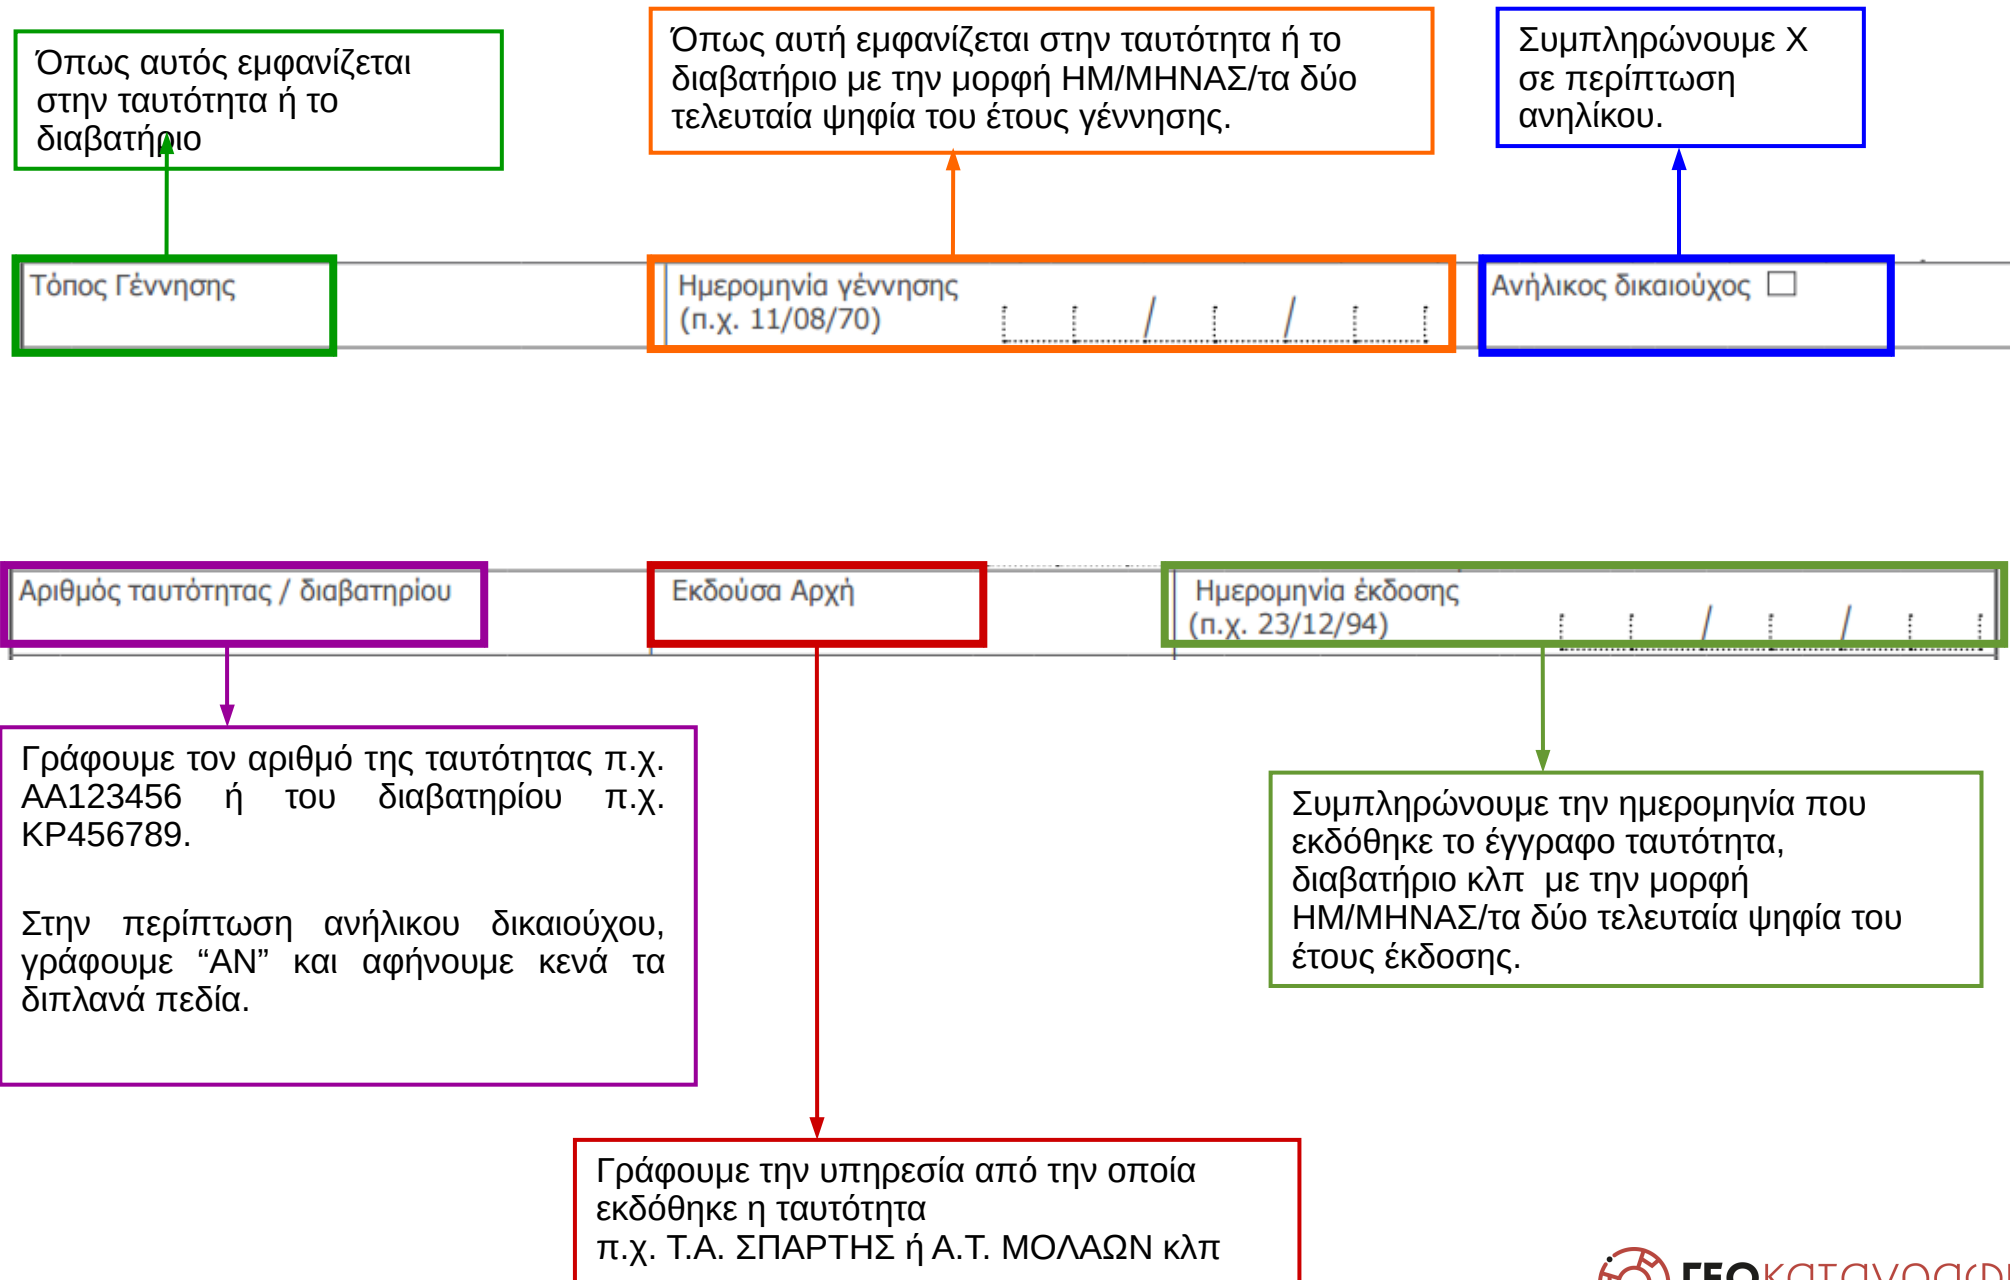 Όπως αυτός εμφανίζεται
στην ταυτότητα ή το
διαβατήριο
Όπως αυτή εμφανίζεται στην ταυτότητα ή το
διαβατήριο με την μορφή ΗΜ/ΜΗΝΑΣ/τα δύο
τελευταία ψηφία του έτους γέννησης.
Συμπληρώνουμε Χ
σε περίπτωση
ανηλίκου.
Τόπος Γέννησης
Ημερομηνία γέννησης
(π.χ. 11/08/70)
/ /
Ανήλικος δικαιούχος
Αριθμός ταυτότητας / διαβατηρίου
Εκδούσα Αρχή
Ημερομηνία έκδοσης
(π.χ. 23/12/94)
/ /
Γράφουμε τον αριθμό της ταυτότητας π.χ.
ΑΑ123456 ή του διαβατηρίου π.χ.
ΚΡ456789.
Στην περίπτωση ανήλικου δικαιούχου,
γράφουμε “ΑΝ” και αφήνουμε κενά τα
διπλανά πεδία.
Συμπληρώνουμε την ημερομηνία που
εκδόθηκε το έγγραφο ταυτότητα,
διαβατήριο κλπ με την μορφή
ΗΜ/ΜΗΝΑΣ/τα δύο τελευταία ψηφία του
έτους έκδοσης.
Γράφουμε την υπηρεσία από την οποία
εκδόθηκε η ταυτότητα
π.χ. Τ.Α. ΣΠΑΡΤΗΣ ή Α.Τ. ΜΟΛΑΩΝ κλπ